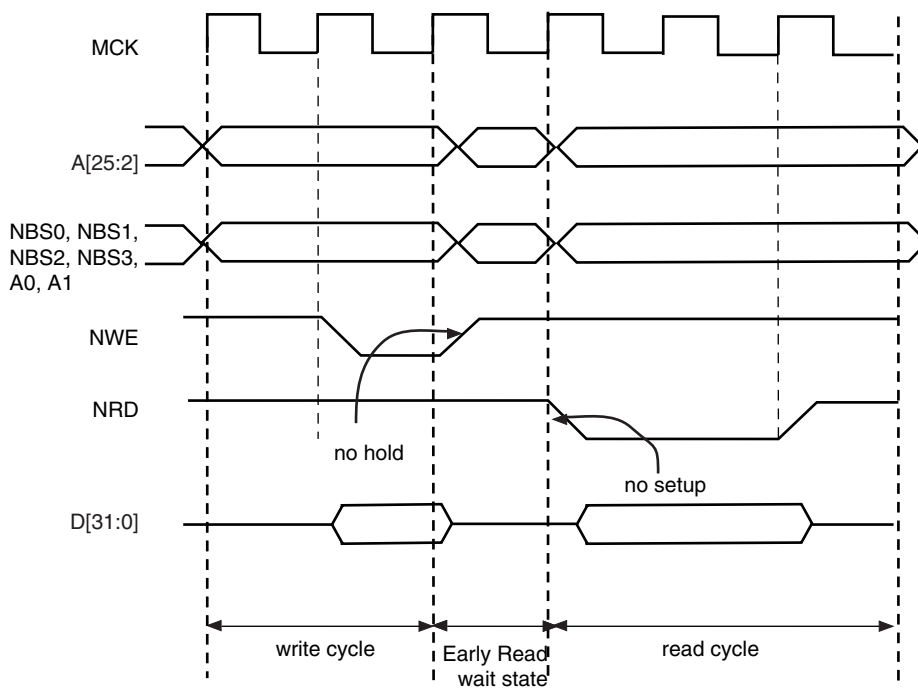 MCK
A[25:2]
NBS0, NBS1,
NBS2, NBS3,
A0, A1
NWE
NRD
no hold
no setup
D[31:0]
write cycle
Early Read
wait state
read cycle